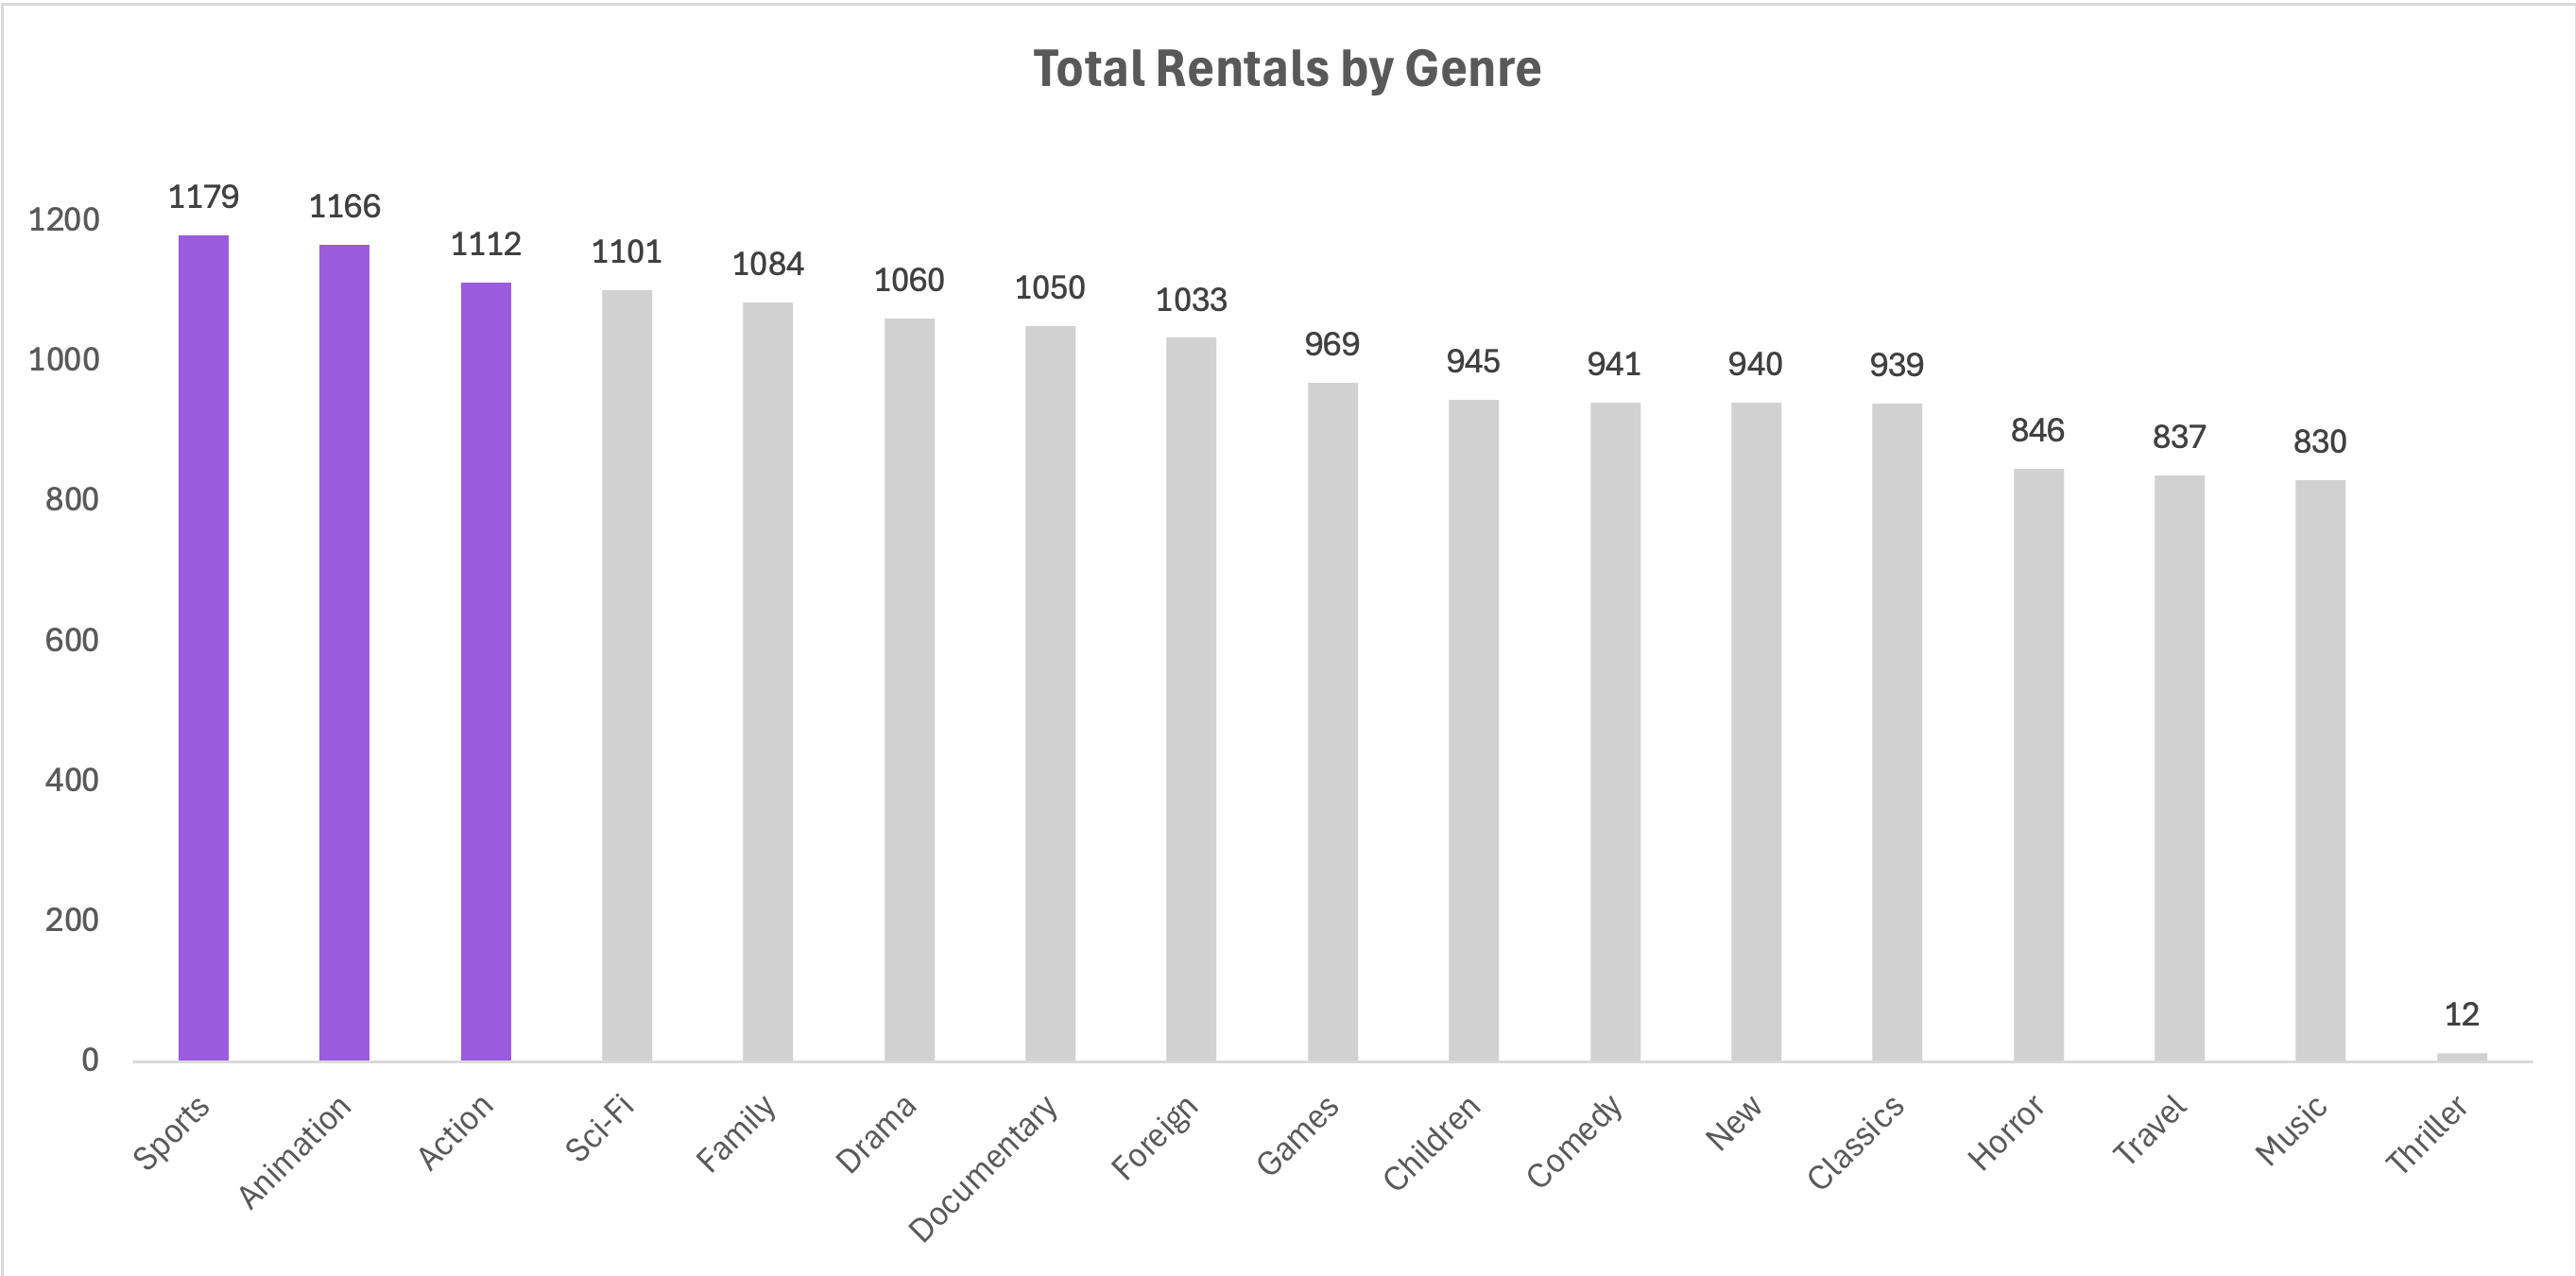 Total Rentals by Genre
1179
1166
1112
1101
1084
1060
1050
1033
969
945
941
940
939
846
837
830
12
1200
1000
800
600
400
200
0
Sports
Animation
Action
Sci-Fi
Family
Drama
Documentary
Foreign
Games
Children
Comedy
New
Classics
Horror
Travel
Music
Thriller